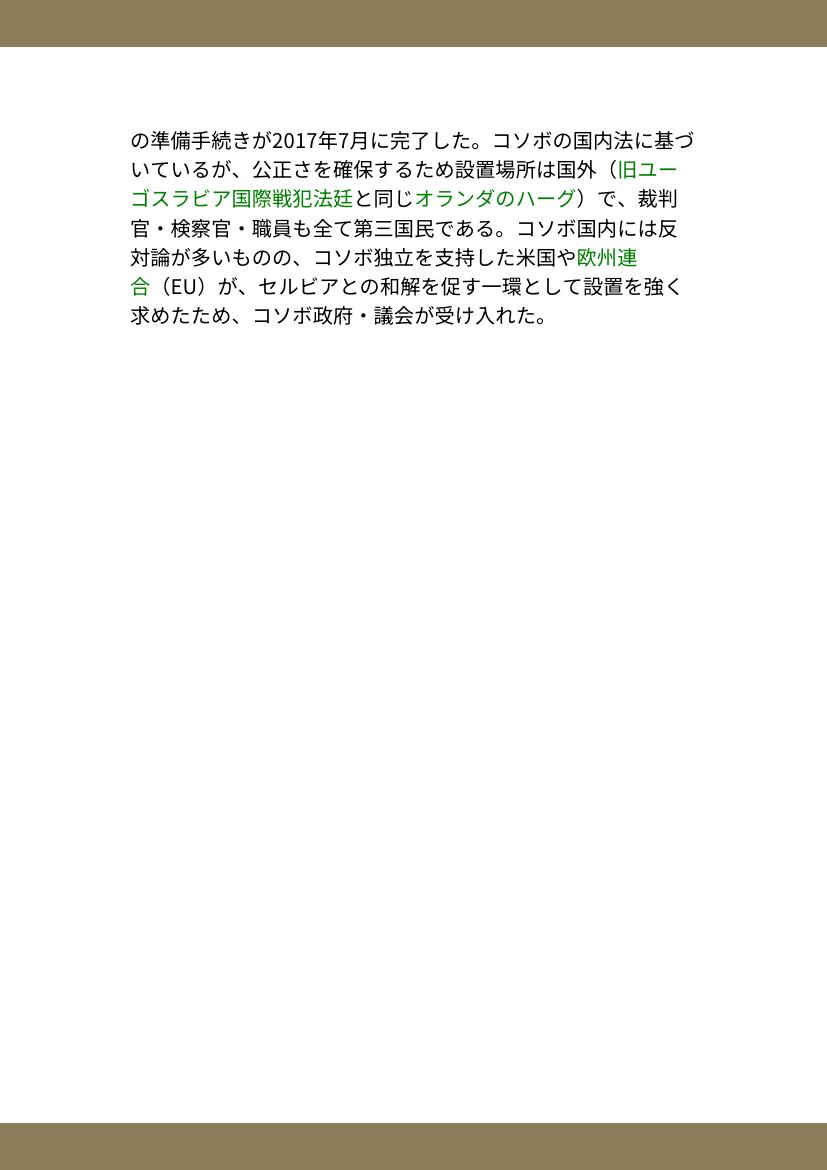 の準備手続きが2017年7月に完了した。コソボの国内法に基づ
いているが、公正さを確保するため設置場所は国外（旧ユー
ゴスラビア国際戦犯法廷と同じオランダのハーグ）で、裁判
官・検察官・職員も全て第三国民である。コソボ国内には反
対論が多いものの、コソボ独立を支持した米国や欧州連
合（EU）が、セルビアとの和解を促す一環として設置を強く
求めたため、コソボ政府・議会が受け入れた。